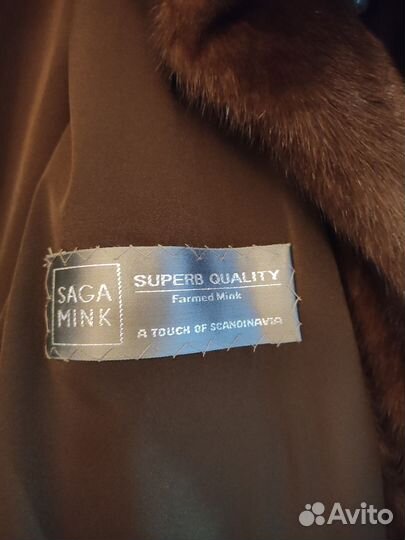 SAGA
MINK
SUPERB QUALITY
Farmed Mink
A TOUCH OF SCANDINAVIA
Avito